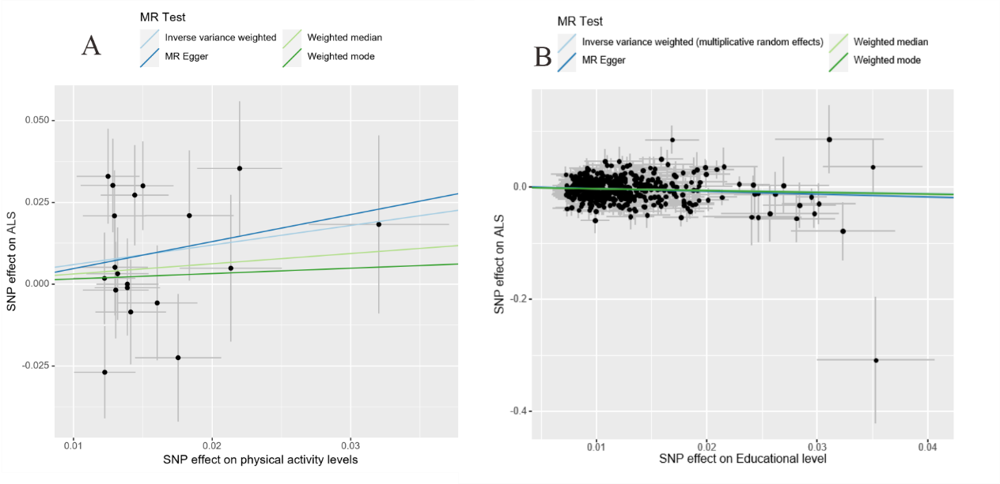 MR Test
A
Inverse variance weighted
Weighted median
MR Egger
Weighted mode
0.050
0.025
0.000
-0.025
SNP effect on ALS
0.01
0.02
0.03
SNP effect on physical activity levels
MR Test
B
Inverse variance weighted (multiplicative random effects)
Weighted median
MR Egger
Weighted mode
0.0
-0.2
-0.4
SNP effect on ALS
0.01
0.02
0.03
0.04
SNP effect on Educational level